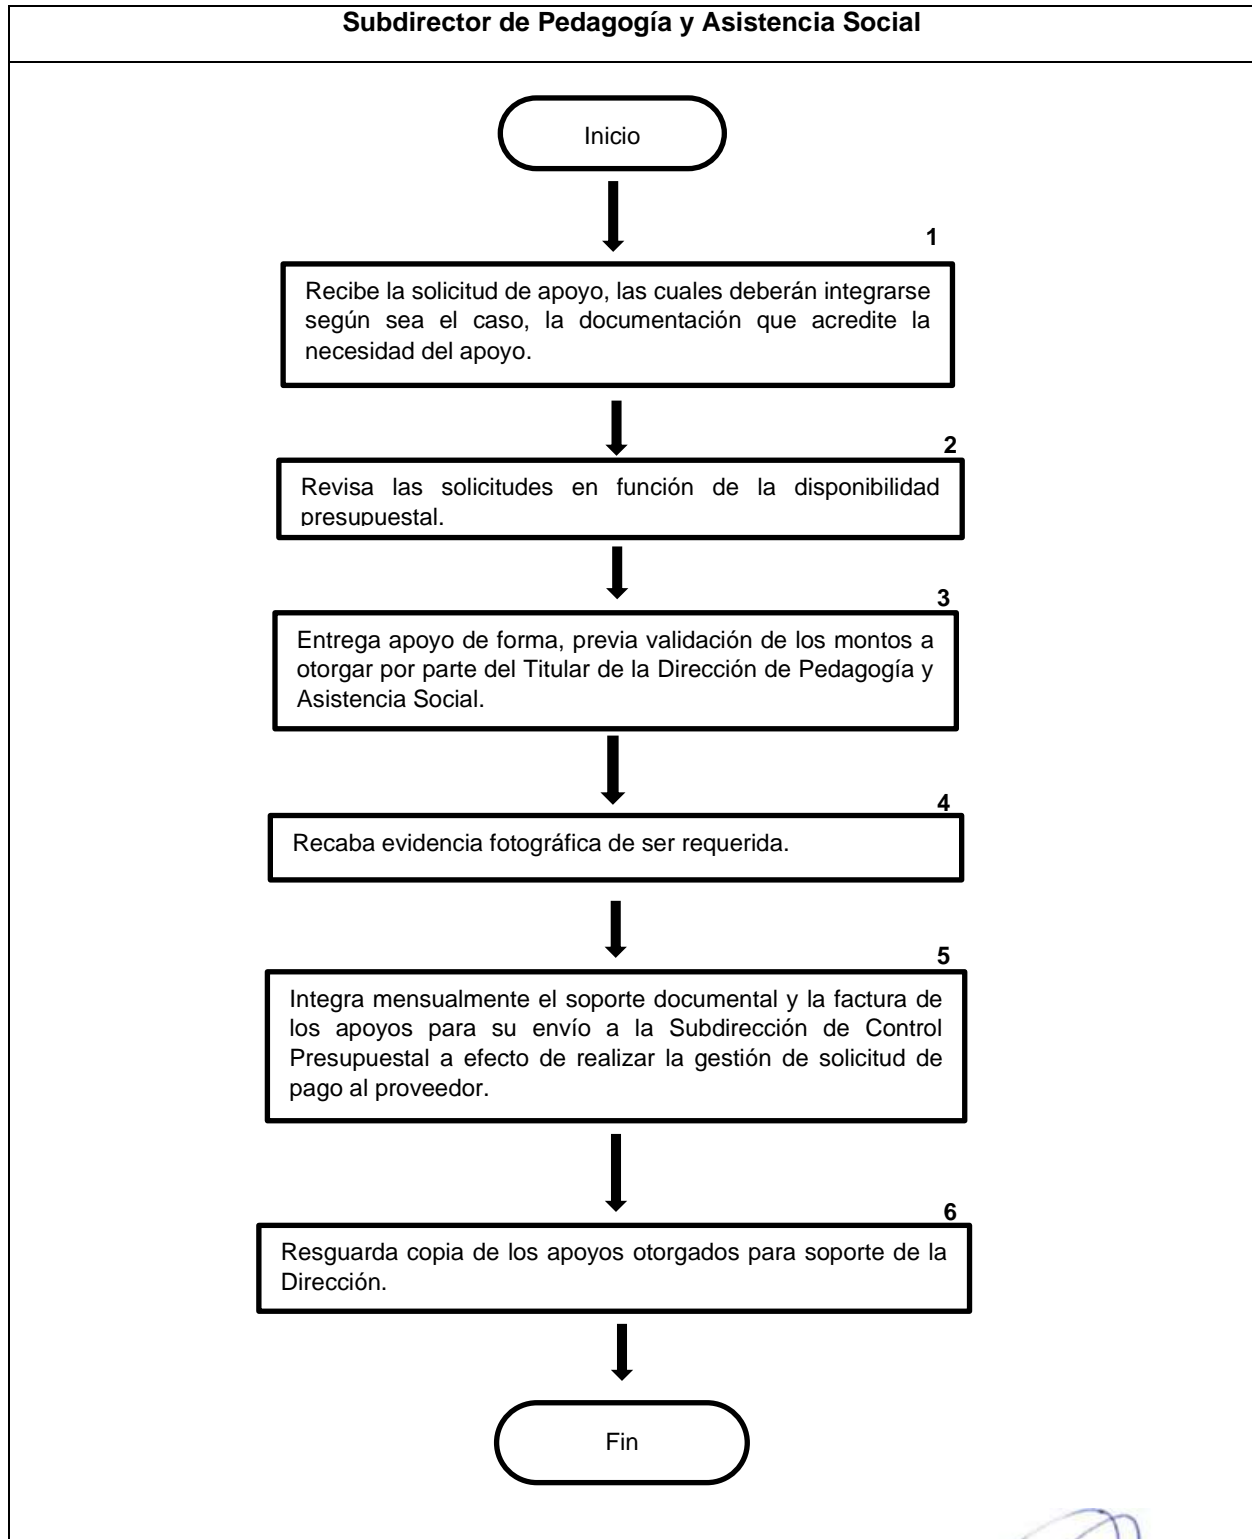 Subdirector de Pedagogía y Asistencia Social
Inicio
1
Recibe la solicitud de apoyo, las cuales deberán integrarse
según sea el caso, la documentación que acredite la
necesidad del apoyo.
2
Revisa las solicitudes en función de la disponibilidad
presupuestal.
3
Entrega apoyo de forma, previa validación de los montos a
otorgar por parte del Titular de la Dirección de Pedagogía y
Asistencia Social.
4
Recaba evidencia fotográfica de ser requerida.
5
Integra mensualmente el soporte documental y la factura de
los apoyos para su envío a la Subdirección de Control
Presupuestal a efecto de realizar la gestión de solicitud de
pago al proveedor.
6
Resguarda copia de los apoyos otorgados para soporte de la
Dirección.
Fin